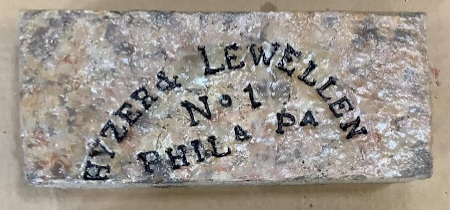 HYZER & LEWELLEN
No 1
PHILA PA